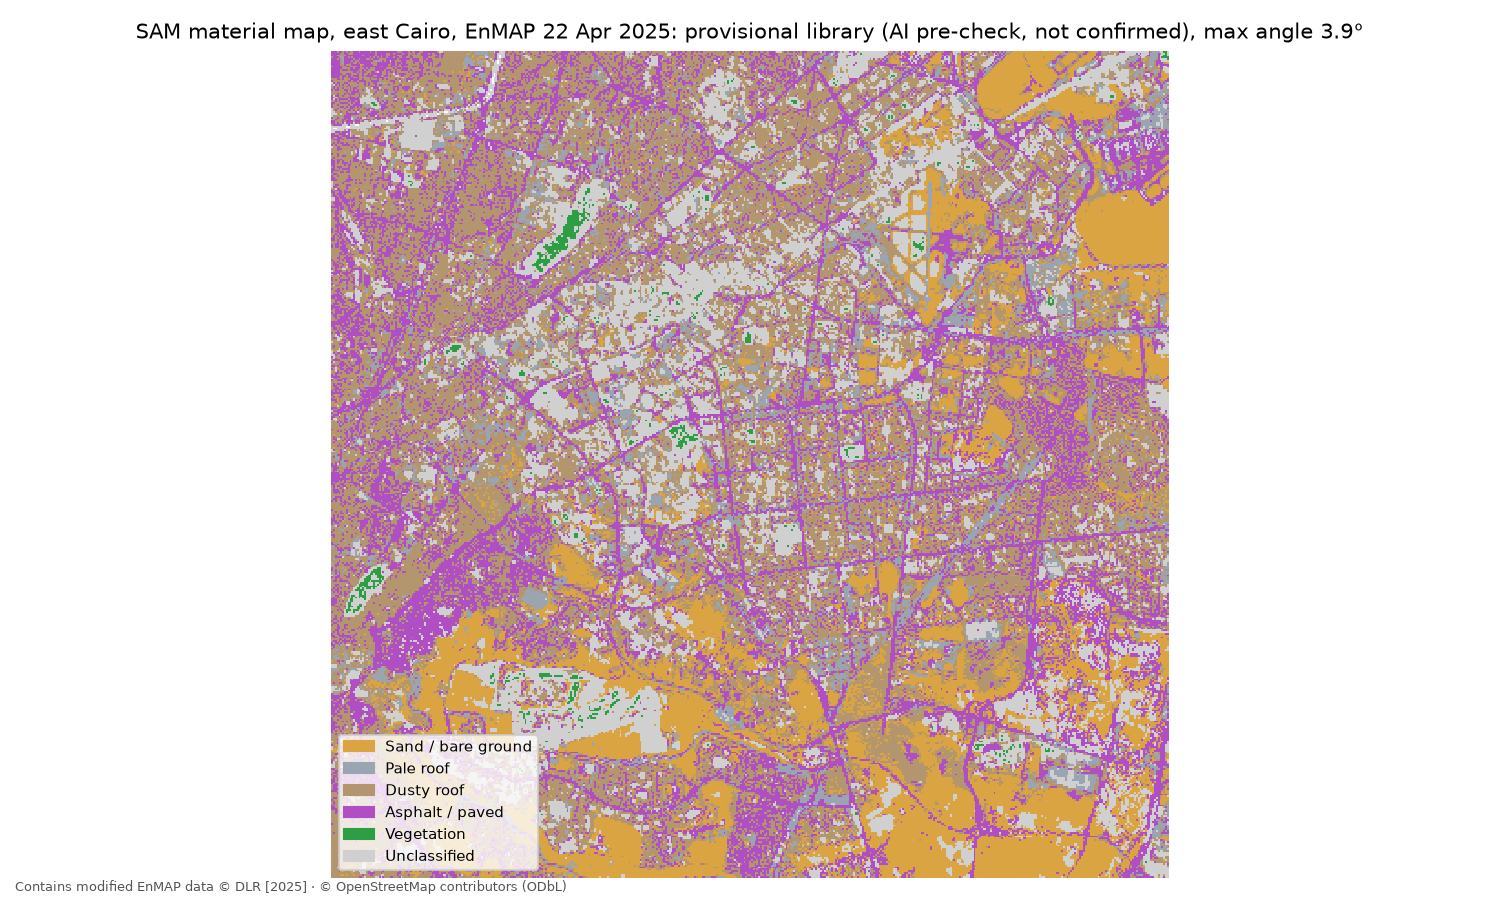 SAM material map, east Cairo, EnMAP 22 Apr 2025: provisional library (AI pre-check, not confirmed), max angle 3.9°
Sand / bare ground
Pale roof
Dusty roof
Asphalt / paved
Vegetation
Unclassified
Contains modified EnMAP data © DLR [2025] · © OpenStreetMap contributors (ODbL)